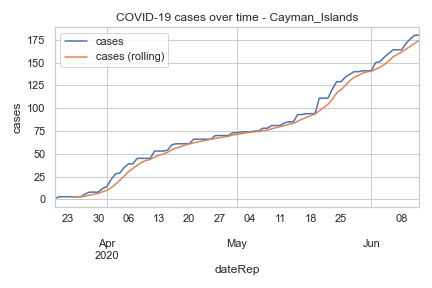 COVID-19 cases over time - Cayman_Islands
cases
cases (rolling)
175
150
125
100
75
50
25
0
cases
23 30 06 13 20 27 04 11 18 25 08
Apr May Jun
2020
dateRep